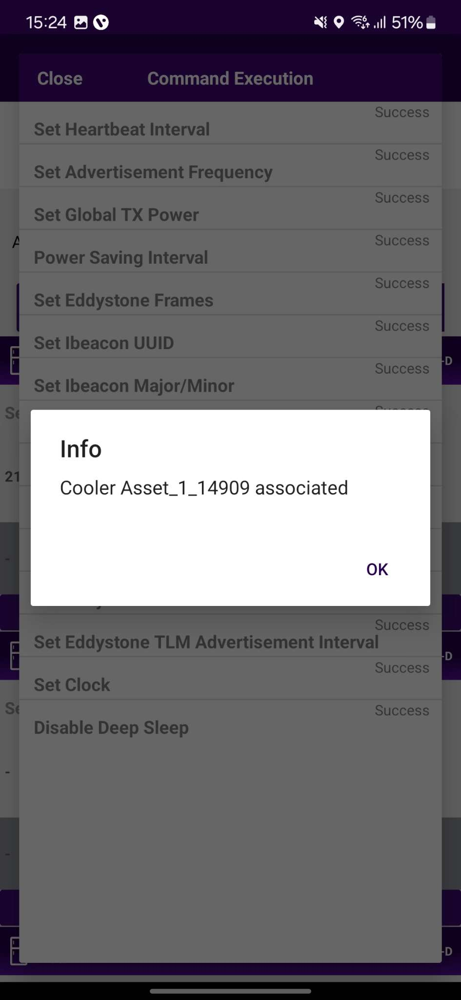 15:24
6
51%
Close
Command Execution
Success
Set Heartbeat Interval
Success
Set Advertisement Frequency
Success
Set Global TX Power
Success
Power Saving Interval
Success
Set Eddystone Frames
Success
Set Ibeacon UUID
-D
Success
Set Ibeacon Major/Minor
Info
21
Cooler Asset_1_14909 associated
-
OK
Success
Set Eddystone TLM Advertisement Interval
-D
Success
Set Clock
Success
Disable Deep Sleep
-
-
-D